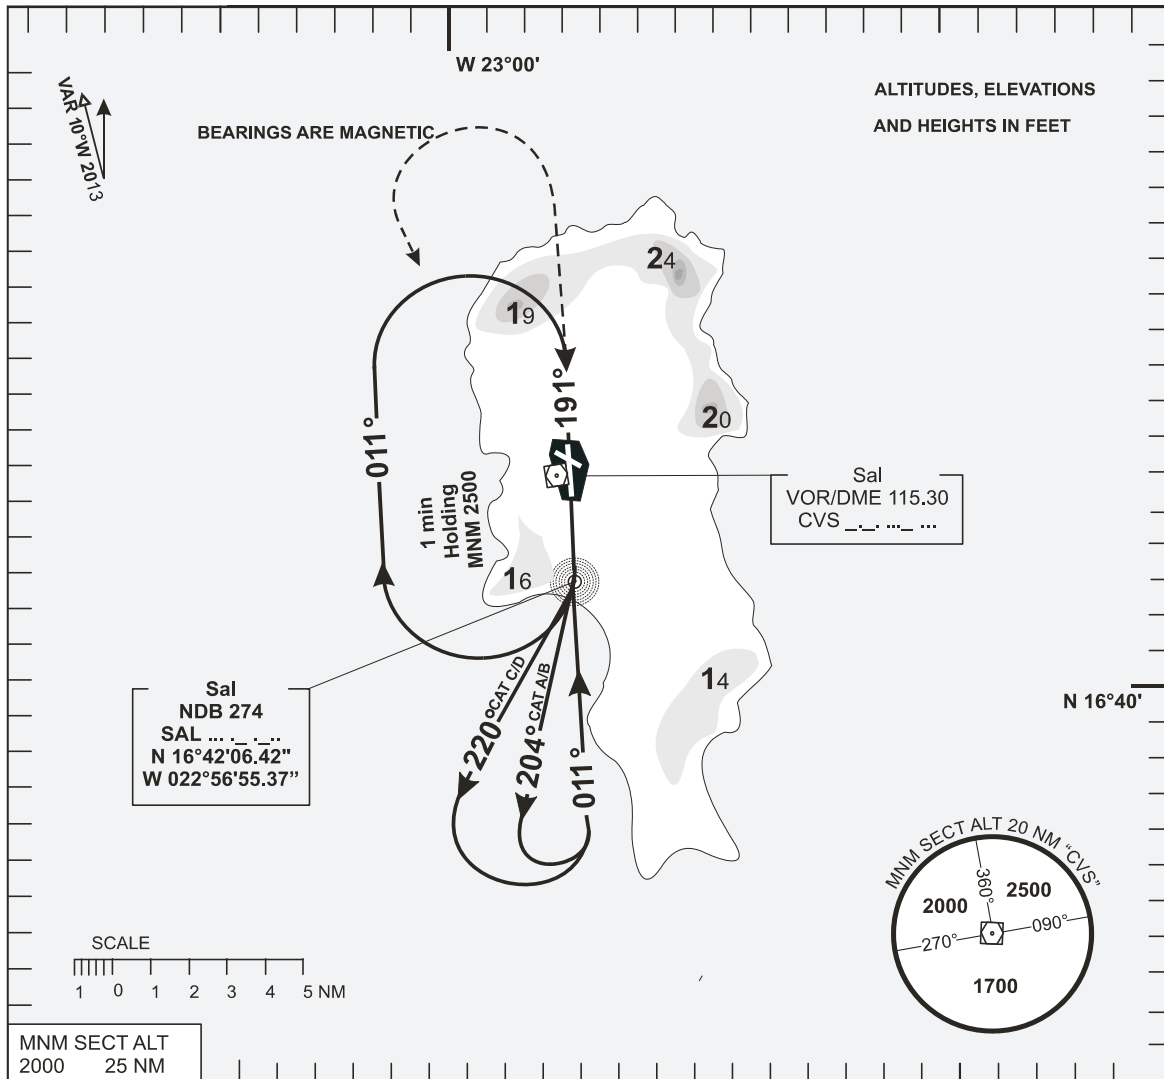 W 23°00'
ALTITUDES, ELEVATIONS
AND HEIGHTS IN FEET
VAR 10°W 2013
BEARINGS ARE MAGNETIC
24
19
20
191°
011°
1 min
Holding
MNM 2500
Sal
VOR/DME 115.30
CVS _._. ..._ ...
16
14
220° CAT C/D
204° CAT A/B
011°
Sal
NDB 274
SAL ... ._ ._..
N 16°42'06.42"
W 022°56'55.37”
N 16°40'
MNM SECT ALT 20 NM “CVS”
360°
2000
2500
270°
090°
1700
SCALE
1 0 1 2 3 4 5 NM
MNM SECT ALT
2000 25 NM